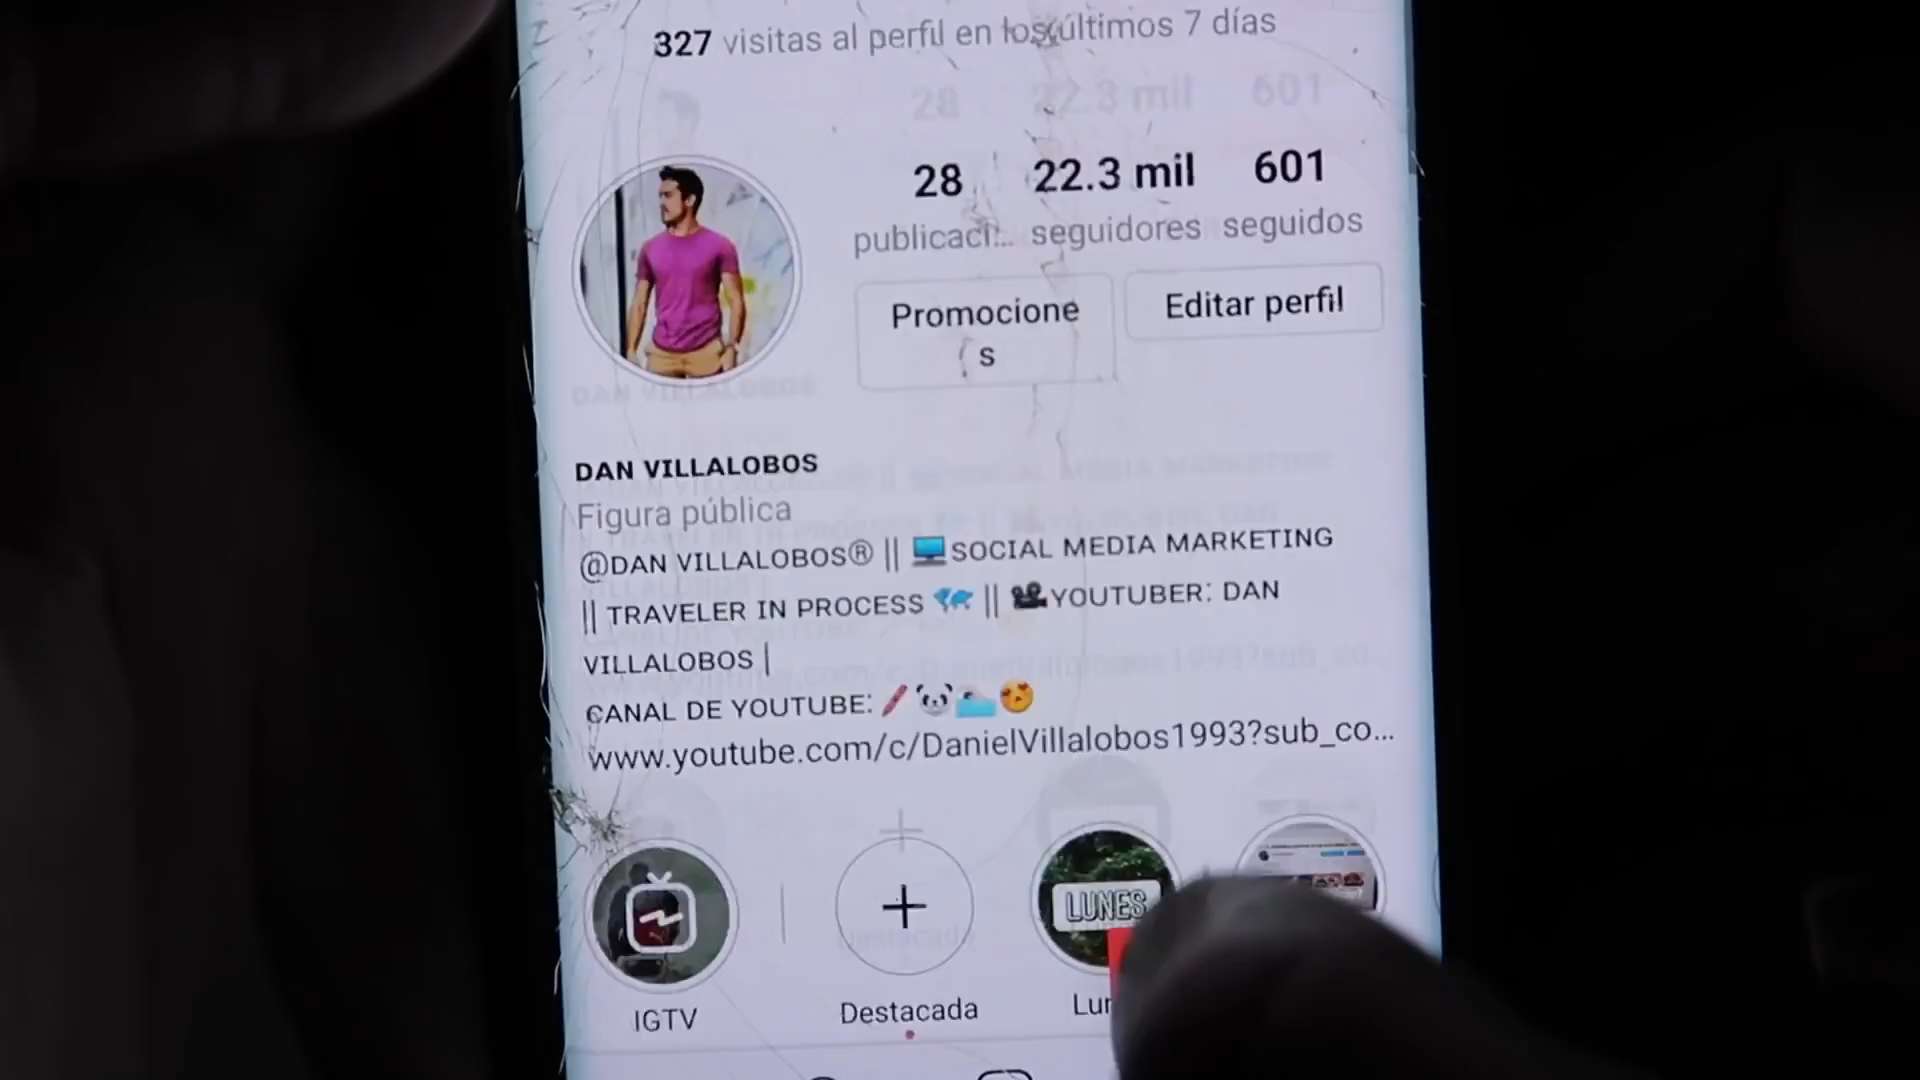 327 visitas al perfil en los últimos 7 días
28 22.3 mil 601
publicaci... seguidores seguidos
Promocione
s
Editar perfil
DAN VILLALOBOS
Figura pública
@DAN VILLALOBOS® || 🖥️SOCIAL MEDIA MARKETING
|| TRAVELER IN PROCESS 🗺️ || 🎥YOUTUBER: DAN
VILLALOBOS |
CANAL DE YOUTUBE:
www.youtube.com/c/DanielVillalobos1993?sub_co...
LUNES
IGTV
Destacada
Lun